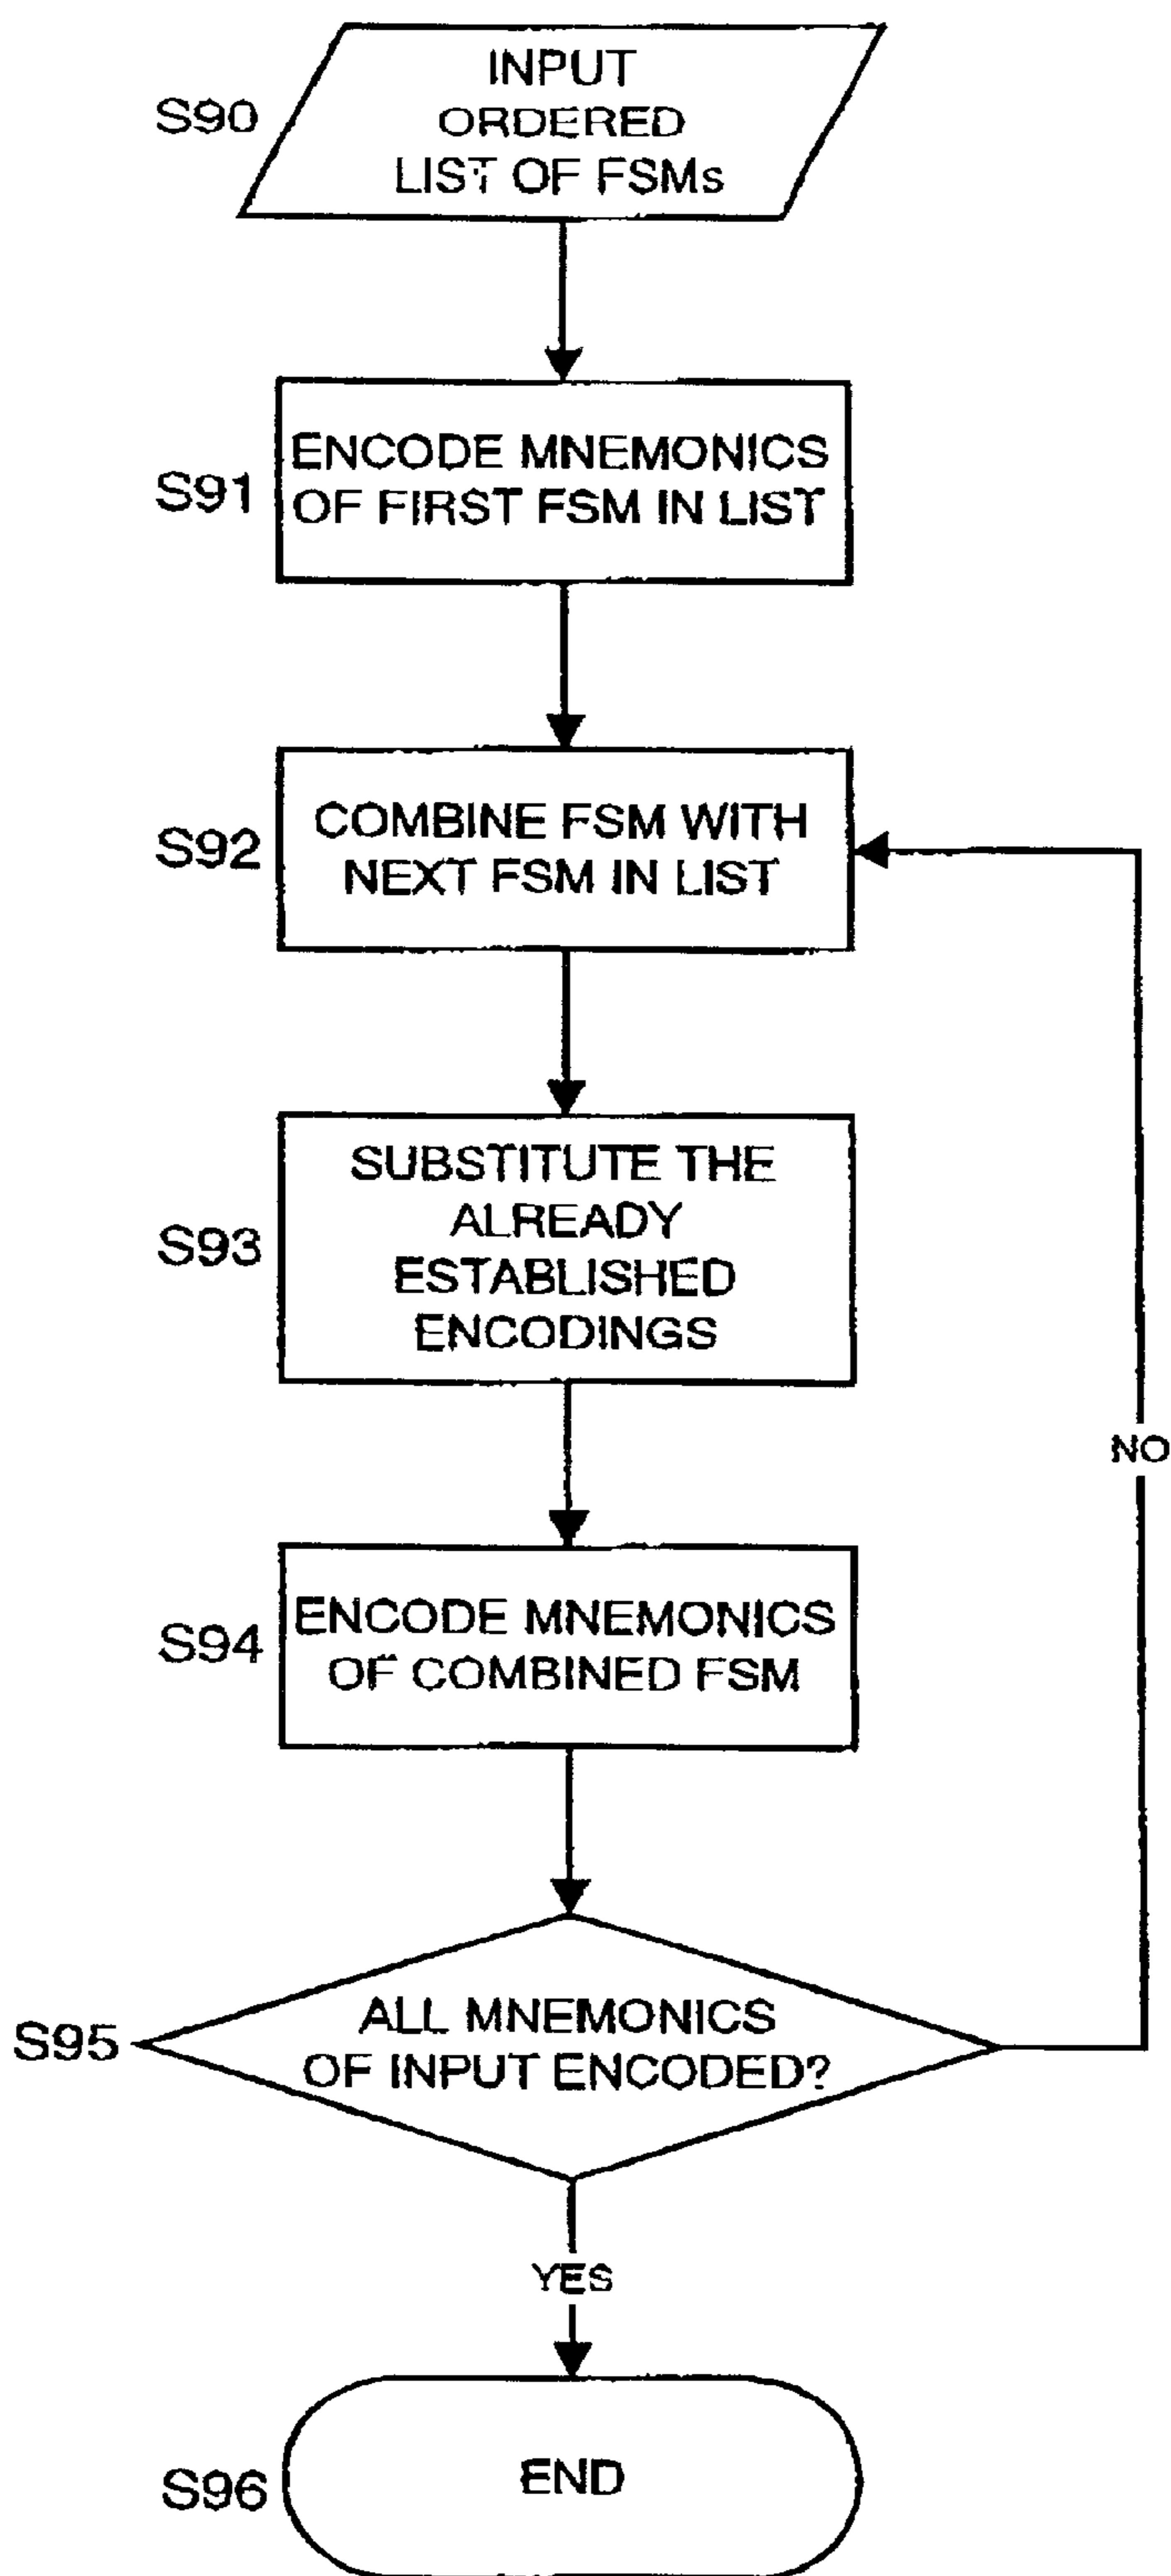 S90
INPUT
ORDERED
LIST OF FSMs
S91
ENCODE MNEMONICS
OF FIRST FSM IN LIST
S92
COMBINE FSM WITH
NEXT FSM IN LIST
S93
SUBSTITUTE THE
ALREADY
ESTABLISHED
ENCODINGS
NO
S94
ENCODE MNEMONICS
OF COMBINED FSM
S95
ALL MNEMONICS
OF INPUT ENCODED?
YES
S96
END